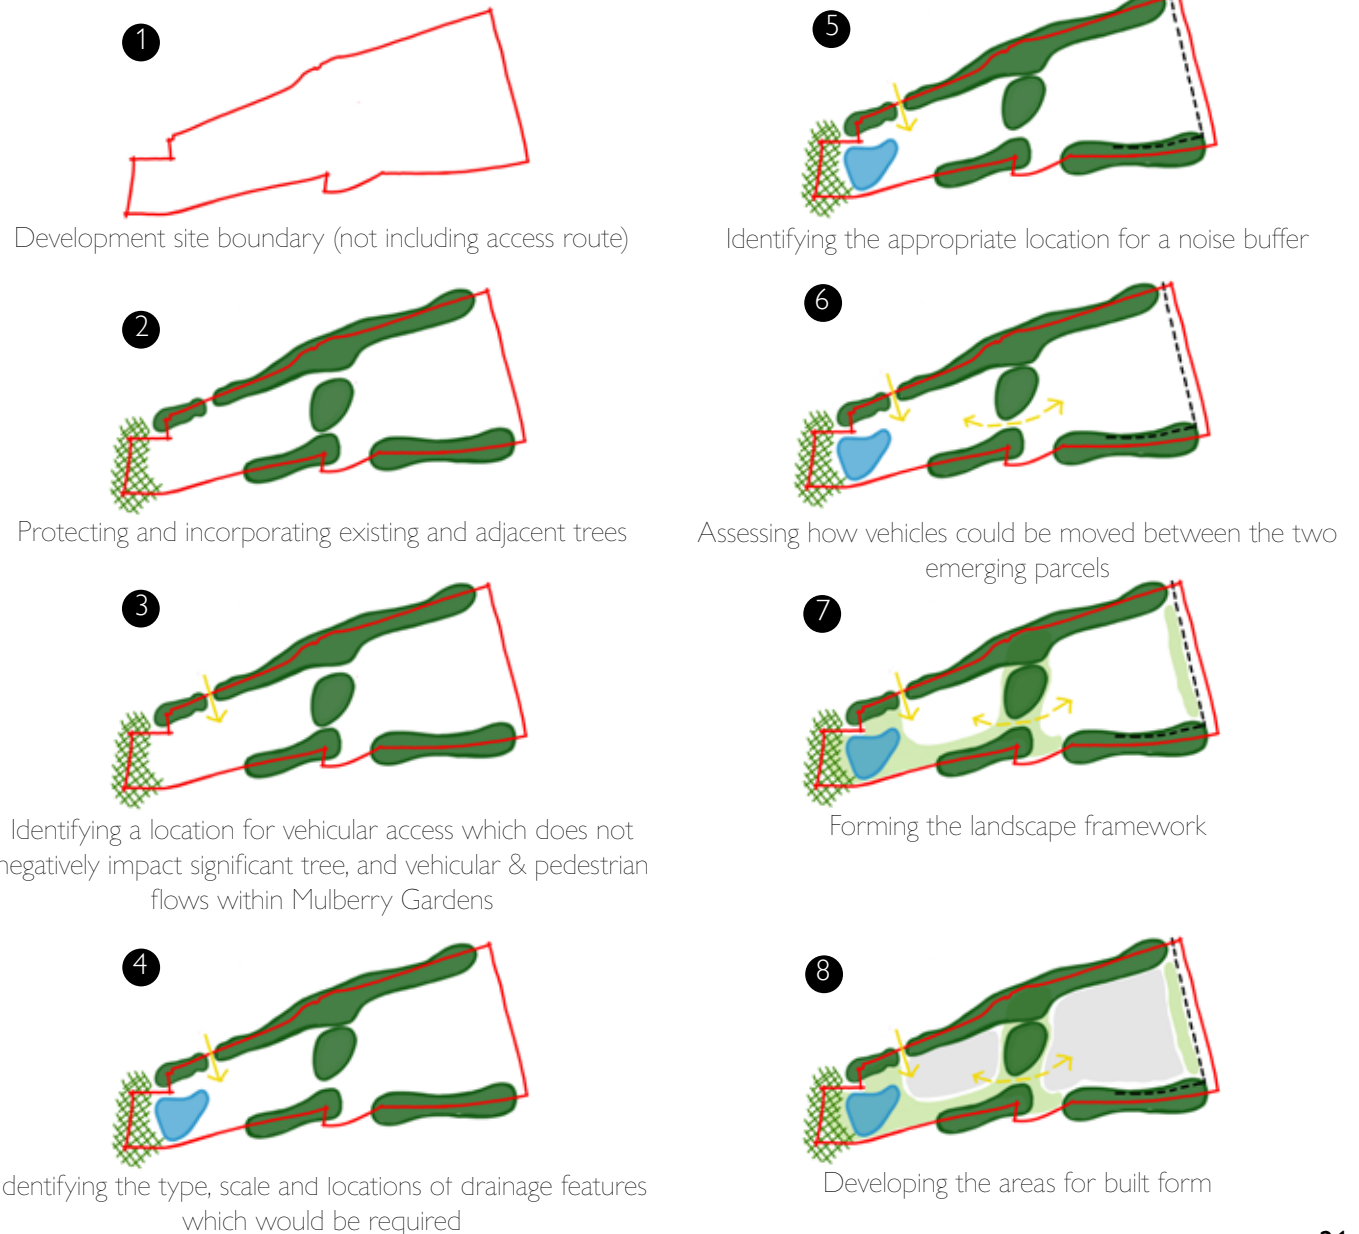 1
Development site boundary (not including access route)
2
Protecting and incorporating existing and adjacent trees
3
Identifying a location for vehicular access which does not
negatively impact significant tree, and vehicular & pedestrian
flows within Mulberry Gardens
4
dentifying the type, scale and locations of drainage features
which would be required
5
Identifying the appropriate location for a noise buffer
6
Assessing how vehicles could be moved between the two
emerging parcels
7
Forming the landscape framework
8
Developing the areas for built form